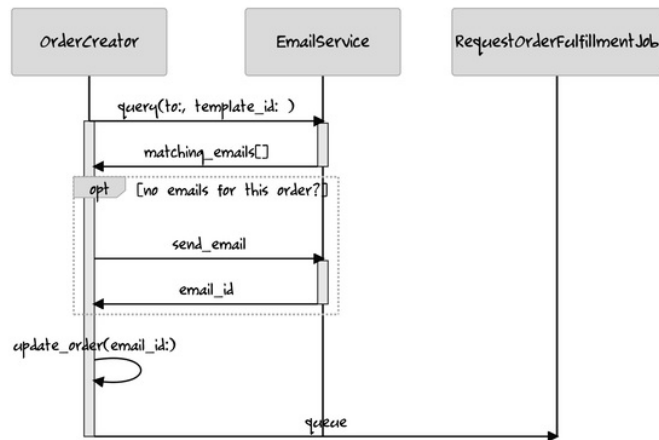 OrderCreator
EmailService
RequestOrderFulfillmentJob
query(to:, template_id: )
matching_emails[]
opt
[no emails for this order?]
send_email
email_id
update_order(email_id:)
queue